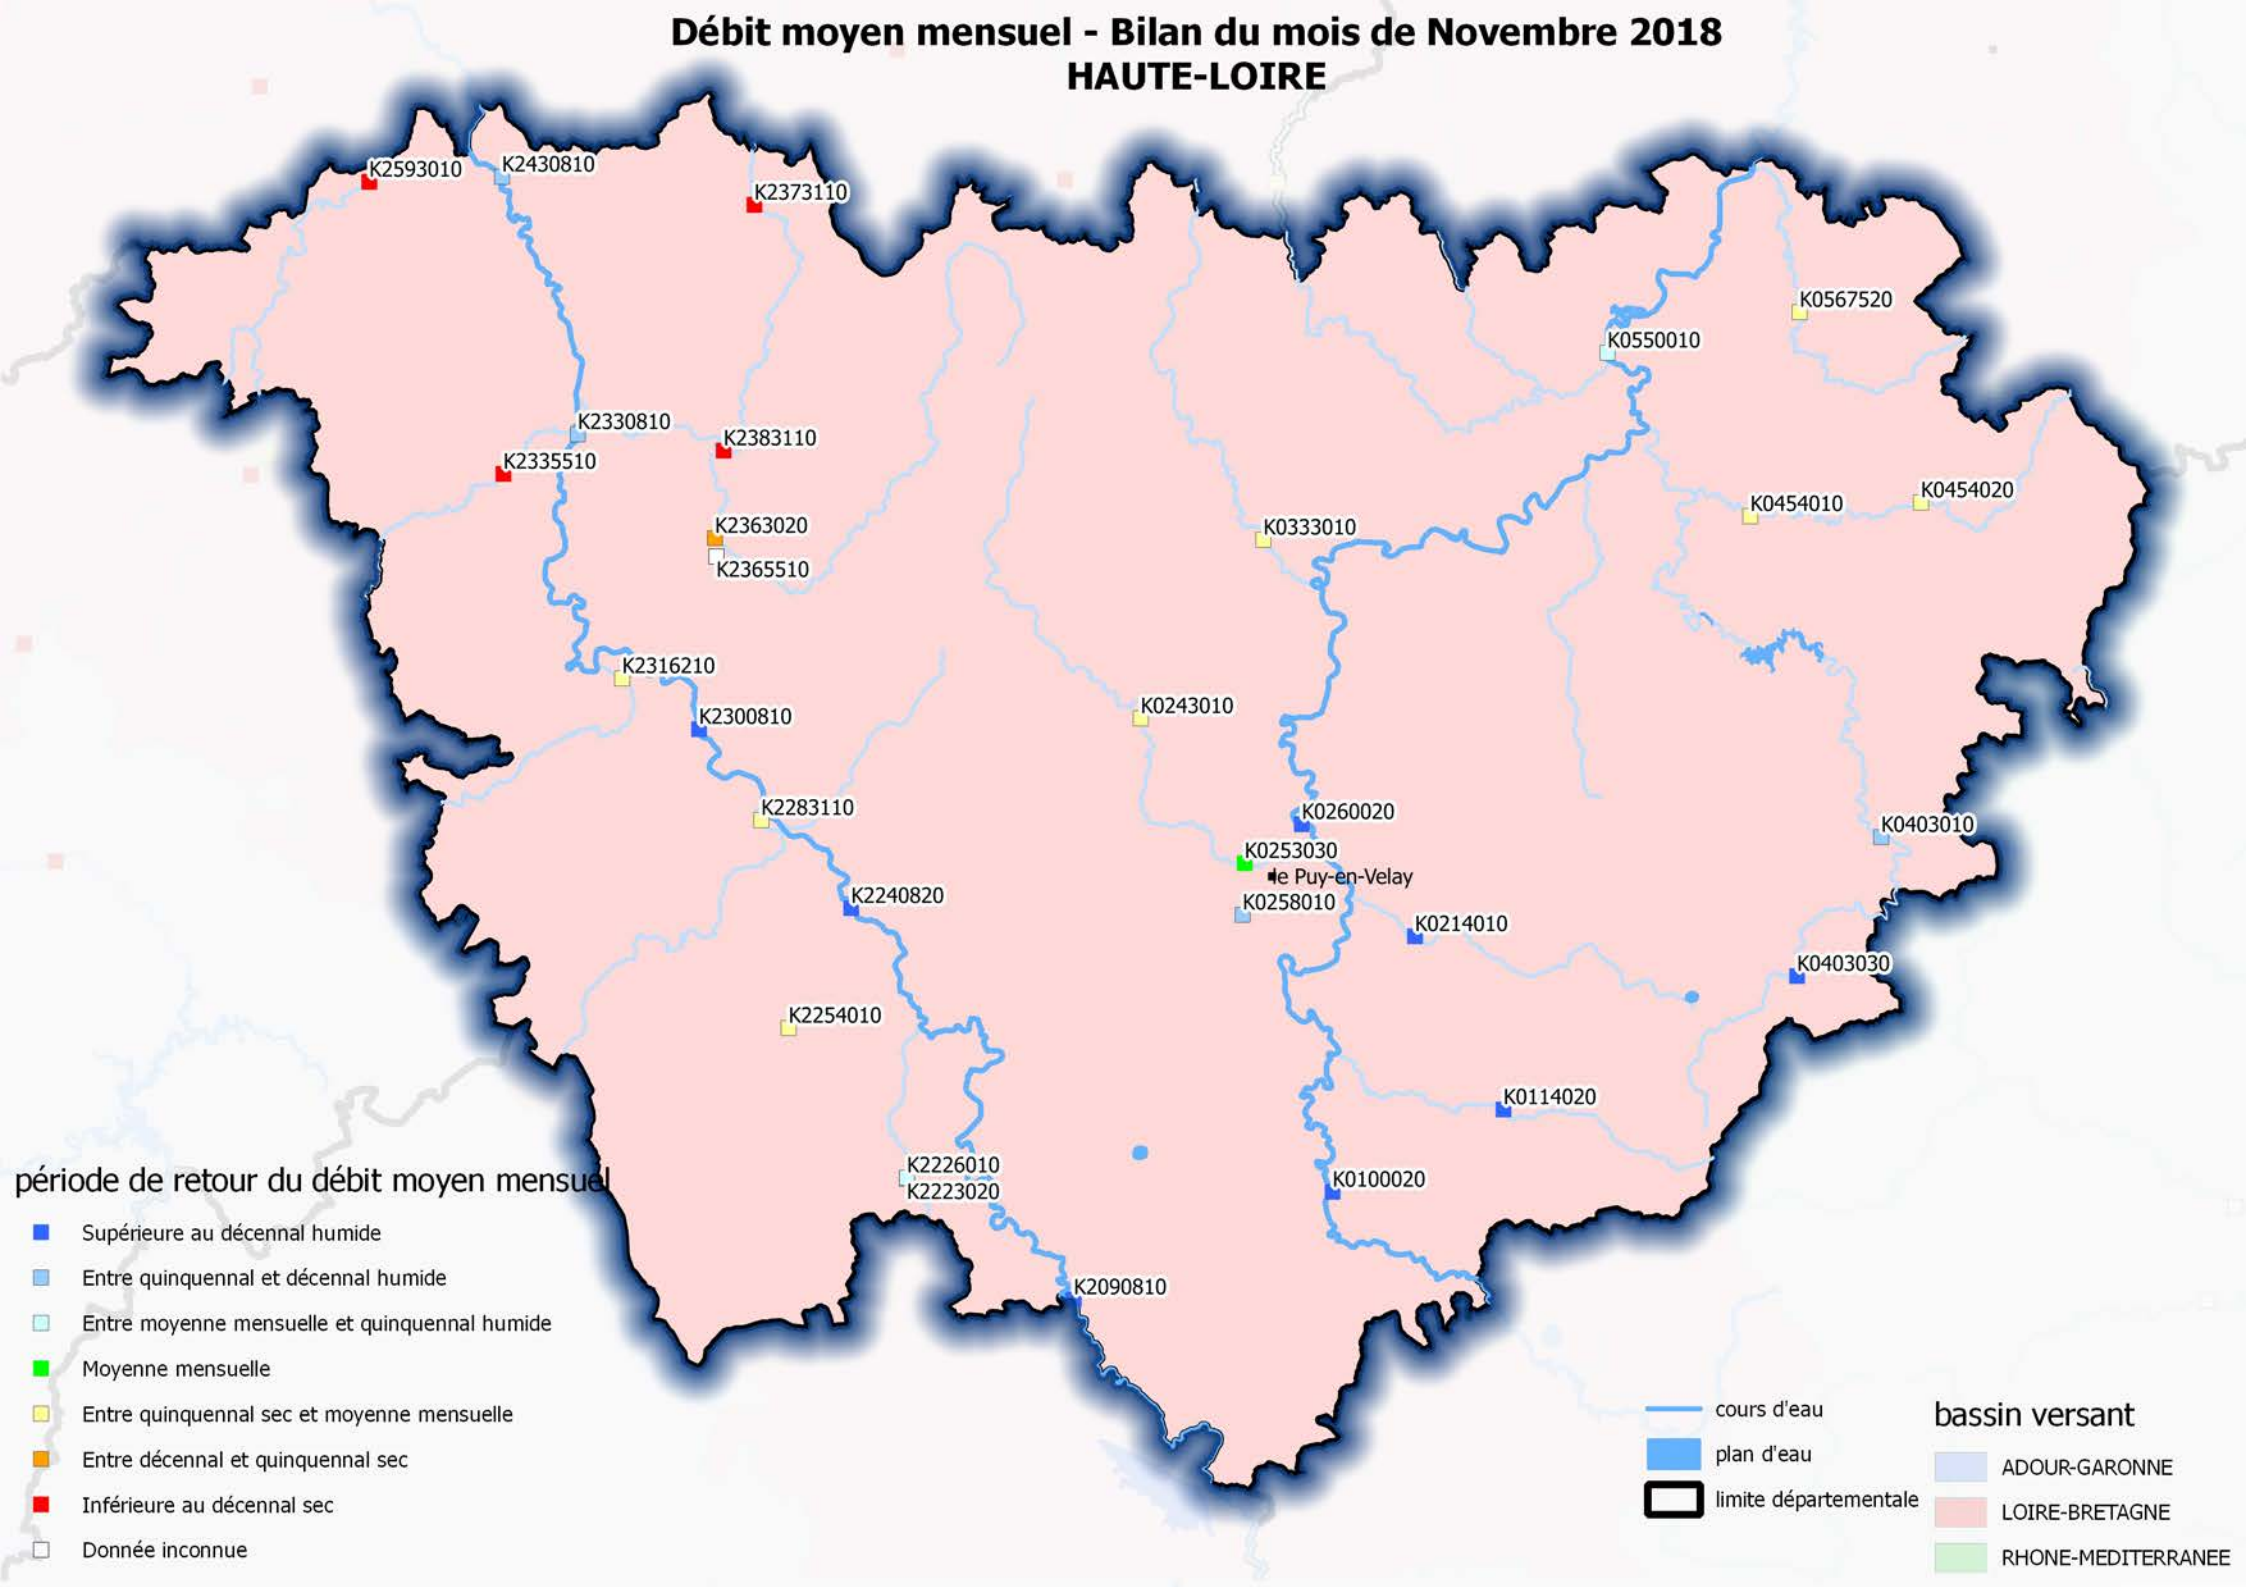 Débit moyen mensuel - Bilan du mois de Novembre 2018
HAUTE-LOIRE
K2593010
K2430810
K2373110
K0567520
K0550010
K2330810
K2383110
K2335510
K0454020
K0454010
K2363020
K0333010
K2365510
K2316210
K2300810
K0243010
K2283110
K0260020
K0403010
K0253030
le Puy-en-Velay
K2240820
K0258010
K0214010
K0403030
K2254010
K0114020
K2226010
K2223020
K0100020
K2090810
période de retour du débit moyen mensuel
Supérieure au décennal humide
Entre quinquennal et décennal humide
Entre moyenne mensuelle et quinquennal humide
Moyenne mensuelle
Entre quinquennal sec et moyenne mensuelle
Entre décennal et quinquennal sec
Inférieure au décennal sec
Donnée inconnue
cours d'eau
plan d'eau
limite départementale
bassin versant
ADOUR-GARONNE
LOIRE-BRETAGNE
RHONE-MEDITERRANEE